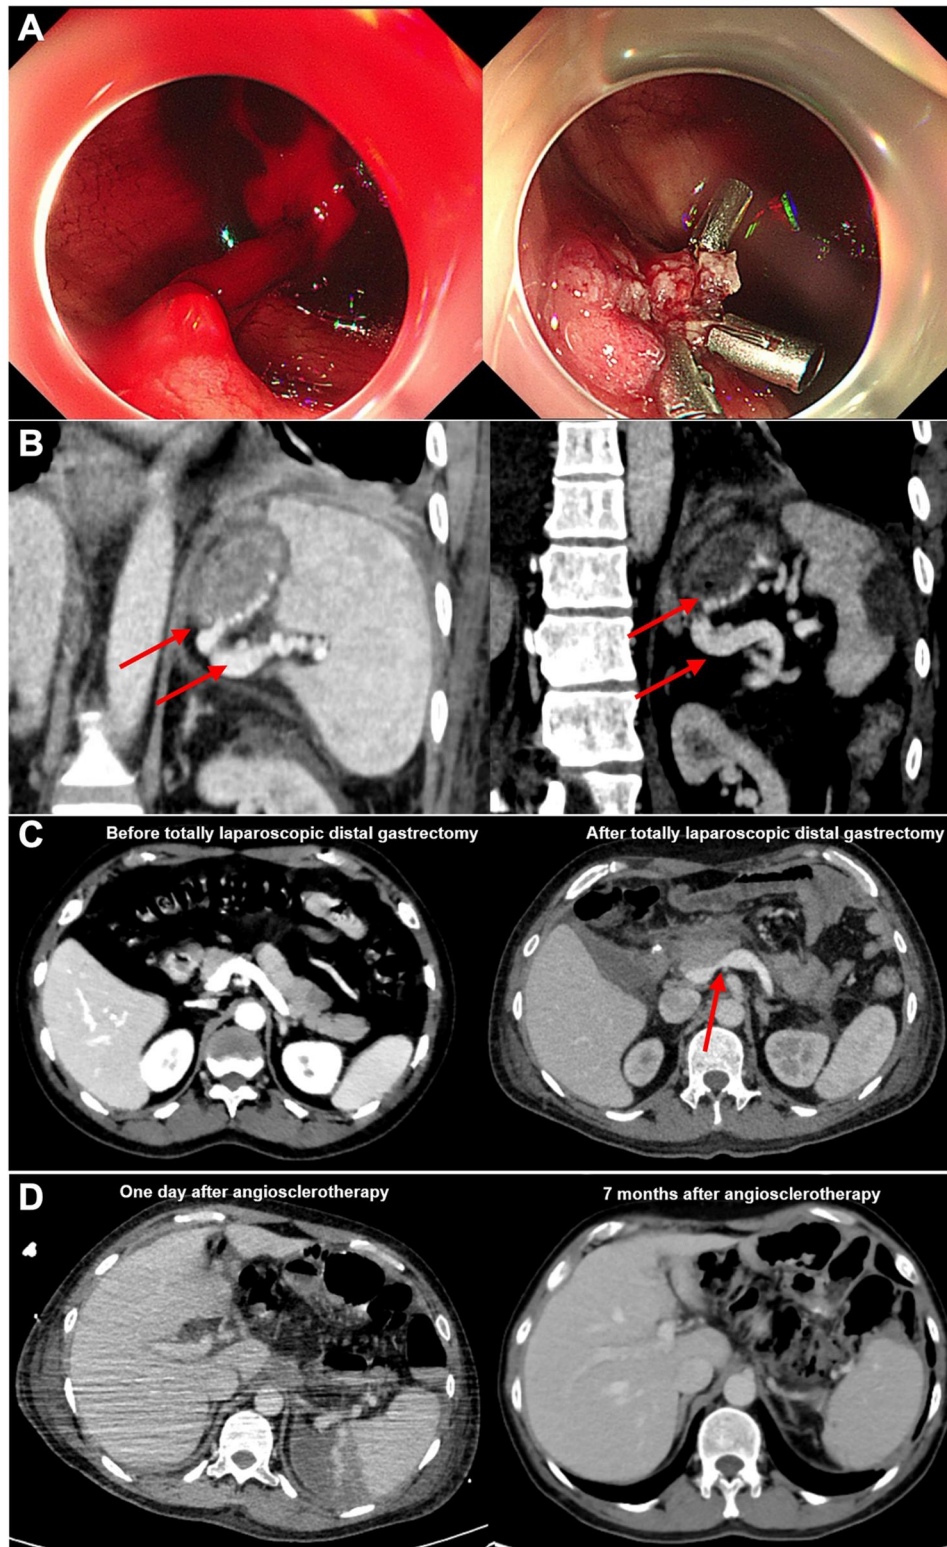 A
B
C
Before totally laparoscopic distal gastrectomy
After totally laparoscopic distal gastrectomy
D
One day after angiosclerotherapy
7 months after angiosclerotherapy